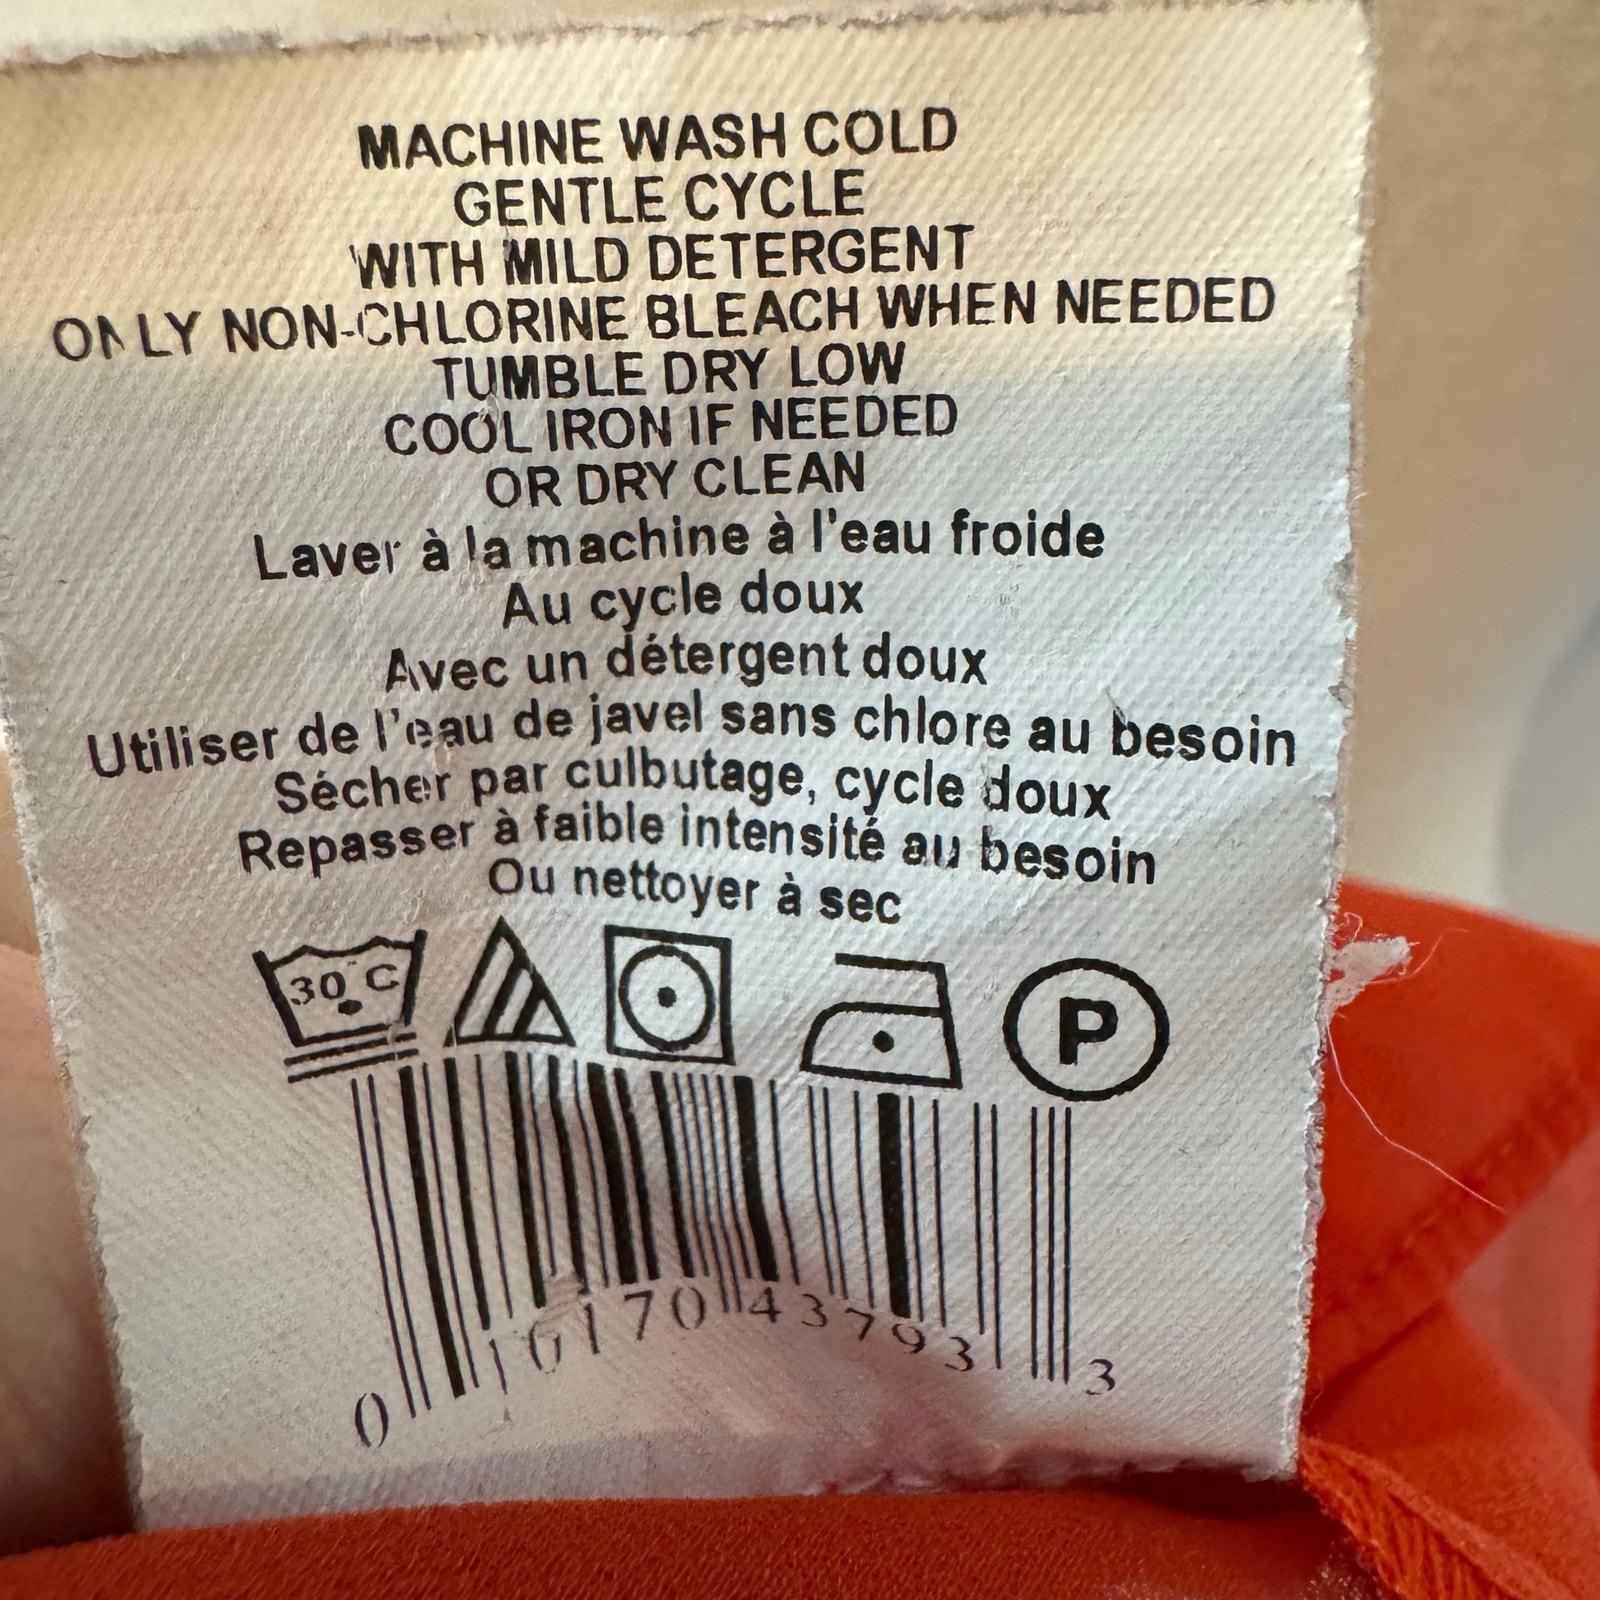 MACHINE WASH COLD
GENTLE CYCLE
WITH MILD DETERGENT
ONLY NON-CHLORINE BLEACH WHEN NEEDED
TUMBLE DRY LOW
COOL IRON IF NEEDED
OR DRY CLEAN
Laver à la machine à l'eau froide
Au cycle doux
Avec un détergent doux
Utiliser de l'eau de javel sans chlore au besoin
Sécher par culbutage, cycle doux
Repasser à faible intensité au besoin
Ou nettoyer à sec
30°C P
0 16170 43793 3